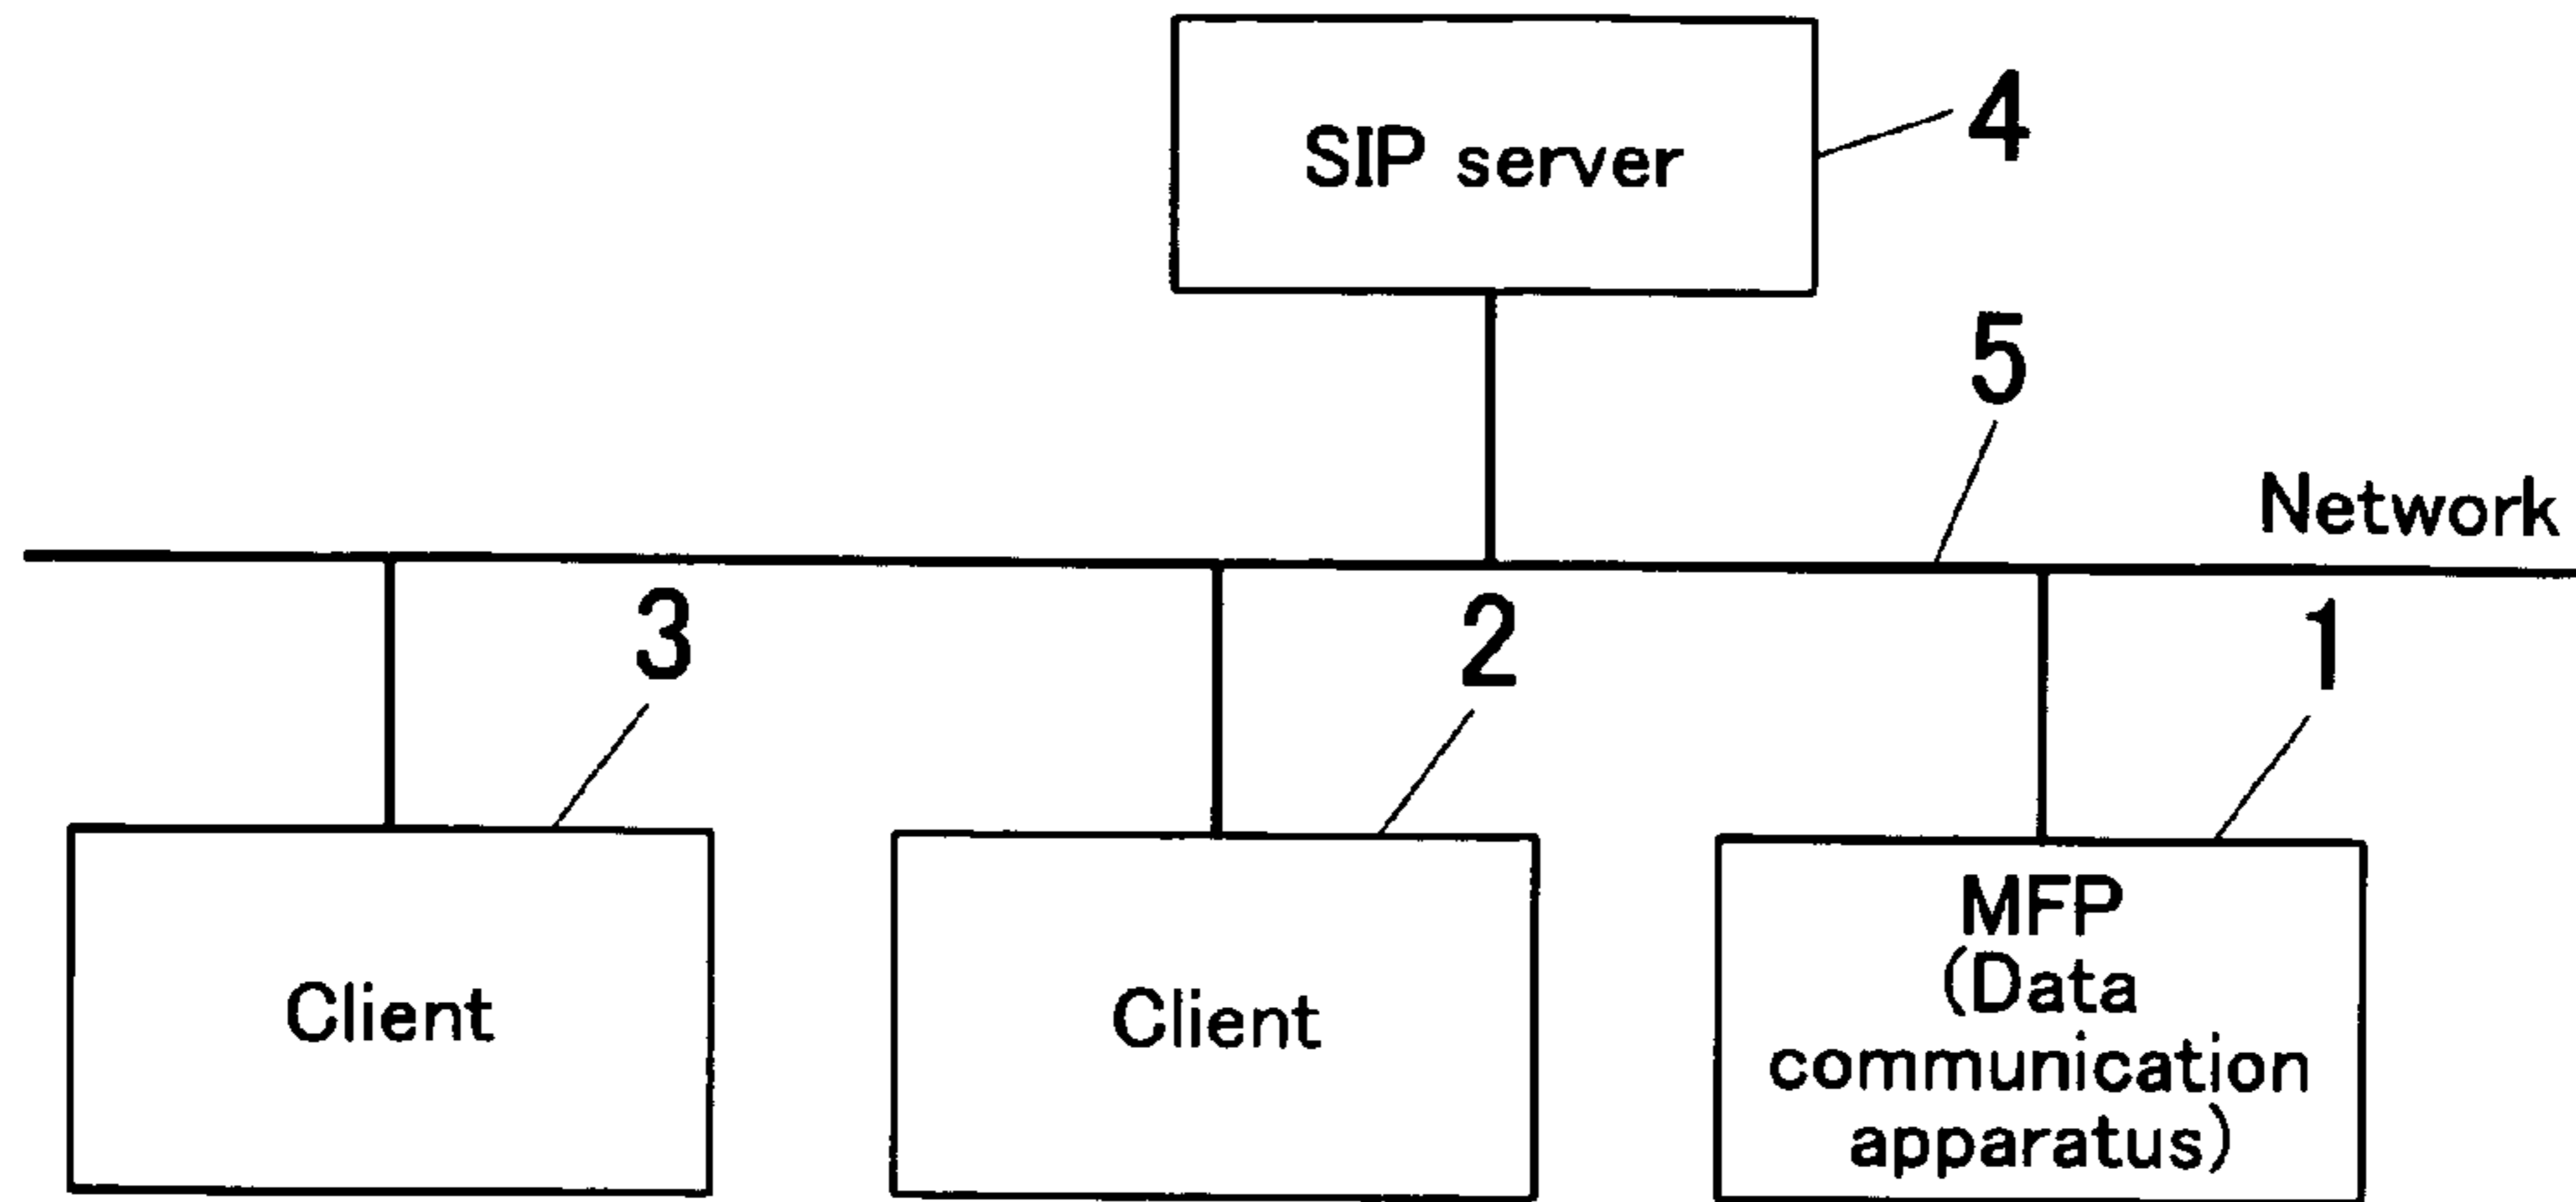 SIP server
4
5
Network
3
2
1
Client
Client
MFP
(Data
communication
apparatus)